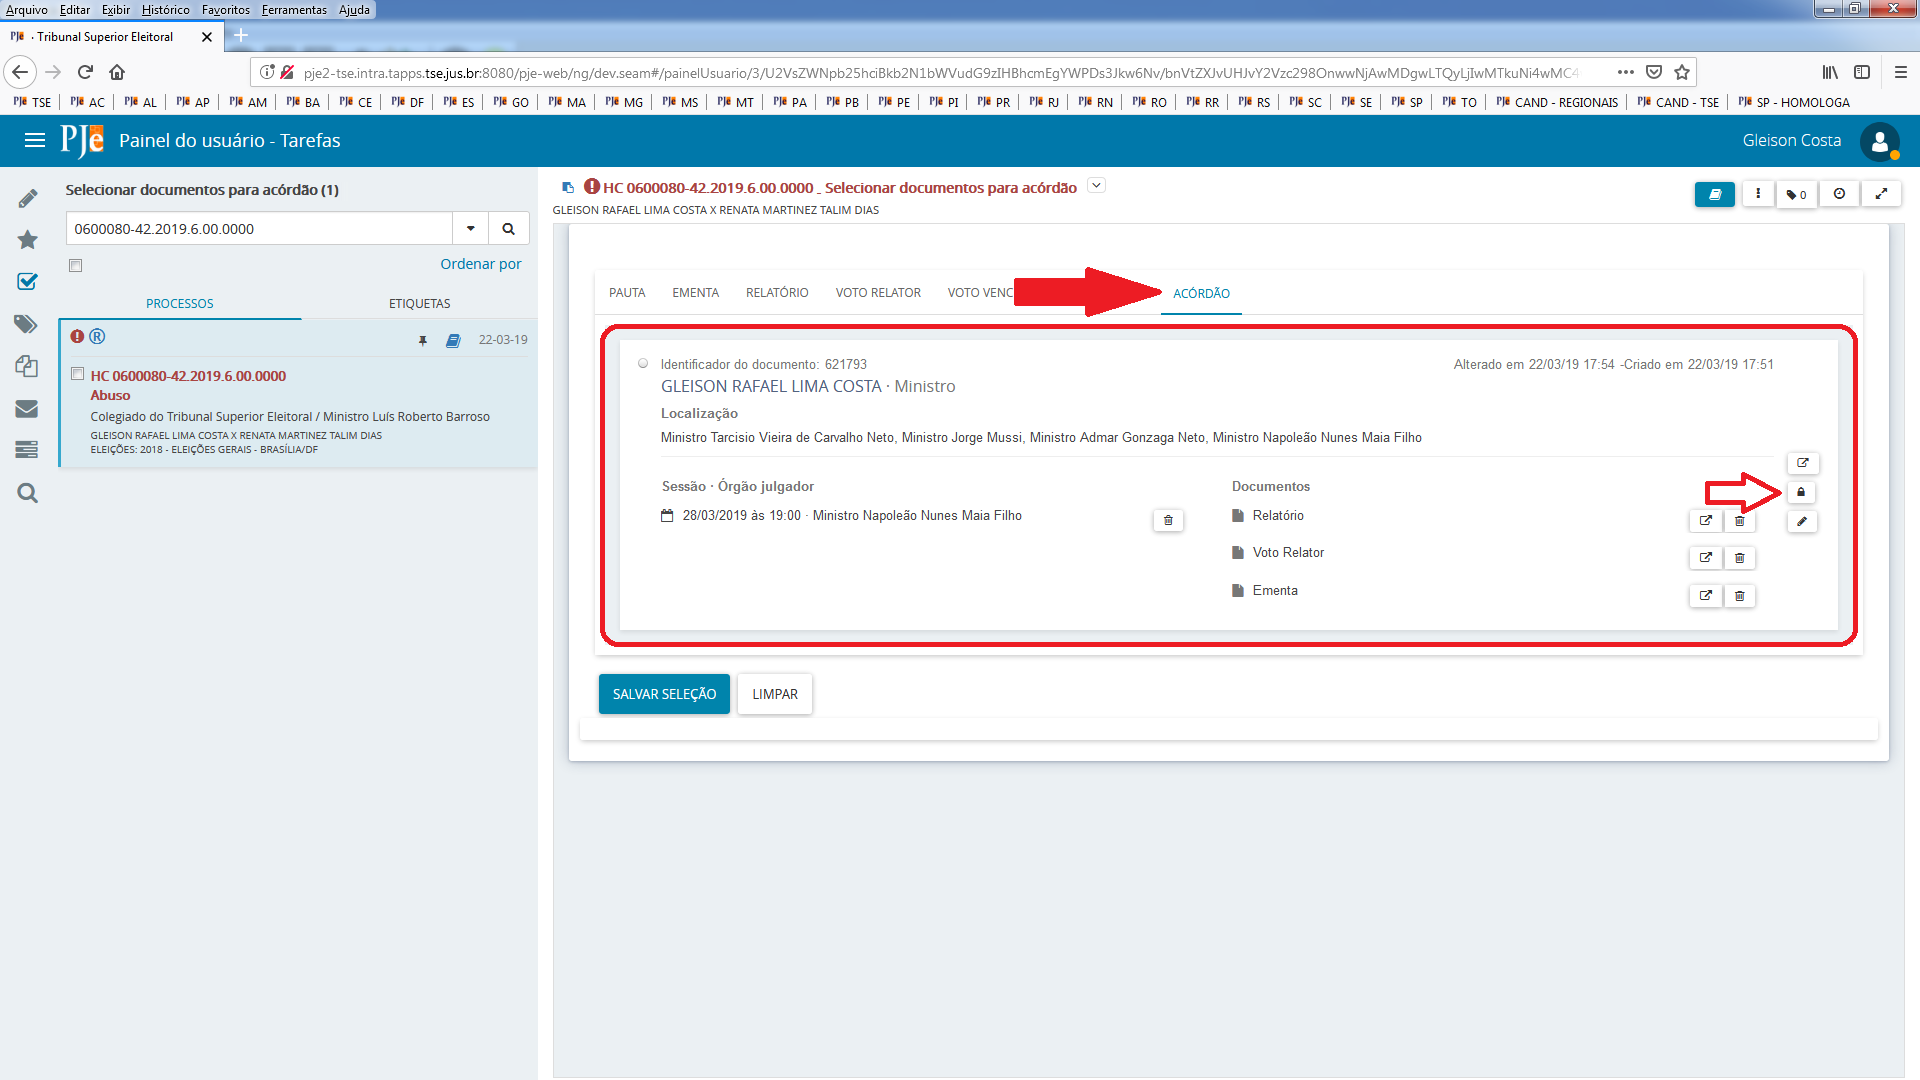 Arquivo Editar Exibir Histórico Favoritos Ferramentas Ajuda
PJe · Tribunal Superior Eleitoral
pje2-tse.intra.tapps.tse.jus.br:8080/pje-web/ng/dev.seam#/painelUsuario/3/U2VsZWNpb25hciBkb2N1bWVudG9zIHBhcmEgYWPDs3Jkw6Nv/bnVtZXJvUHJvY2Vzc298OnwwNjAwMDgwLTQyLjIwMTkuNi4wMC4
PJe TSE PJe AC PJe AL PJe AP PJe AM PJe BA PJe CE PJe DF PJe ES PJe GO PJe MA PJe MG PJe MS PJe MT PJe PA PJe PB PJe PE PJe PI PJe PR PJe RJ PJe RN PJe RO PJe RR PJe RS PJe SC PJe SE PJe SP PJe TO PJe CAND - REGIONAIS PJe CAND - TSE PJe SP - HOMOLOGA
PJe Painel do usuário - Tarefas
Gleison Costa
Selecionar documentos para acórdão (1)
0600080-42.2019.6.00.0000
Ordenar por
PROCESSOS ETIQUETAS
R 22-03-19
HC 0600080-42.2019.6.00.0000
Abuso
Colegiado do Tribunal Superior Eleitoral / Ministro Luís Roberto Barroso
GLEISON RAFAEL LIMA COSTA X RENATA MARTINEZ TALIM DIAS
ELEIÇÕES: 2018 - ELEIÇÕES GERAIS - BRASÍLIA/DF
HC 0600080-42.2019.6.00.0000 _ Selecionar documentos para acórdão
GLEISON RAFAEL LIMA COSTA X RENATA MARTINEZ TALIM DIAS
0
PAUTA EMENTA RELATÓRIO VOTO RELATOR VOTO VENC ACÓRDÃO
Identificador do documento: 621793
Alterado em 22/03/19 17:54 -Criado em 22/03/19 17:51
GLEISON RAFAEL LIMA COSTA · Ministro
Localização
Ministro Tarcisio Vieira de Carvalho Neto, Ministro Jorge Mussi, Ministro Admar Gonzaga Neto, Ministro Napoleão Nunes Maia Filho
Sessão · Órgão julgador
28/03/2019 às 19:00 · Ministro Napoleão Nunes Maia Filho
Documentos
Relatório
Voto Relator
Ementa
SALVAR SELEÇÃO LIMPAR